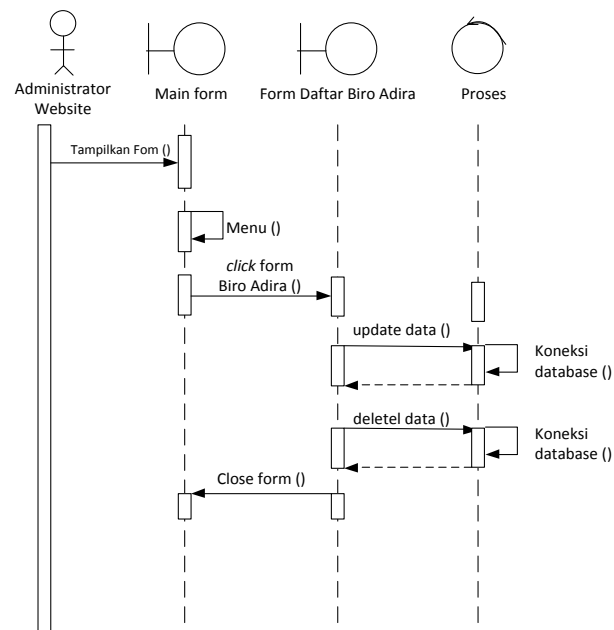 Administrator
Website
Main form
Form Daftar Biro Adira
Proses
Tampilkan Fom ()
Menu ()
click form
Biro Adira ()
update data ()
Koneksi
database ()
deletel data ()
Koneksi
database ()
Close form ()